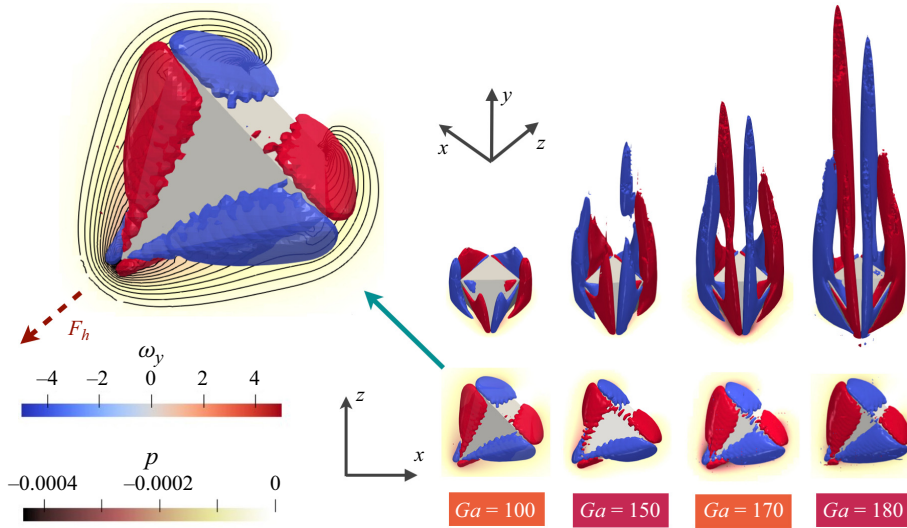 y
x
z
F_h
ω_y
–4 –2 0 2 4
p
–0.0004 –0.0002 0
z
x
Ga = 100 Ga = 150 Ga = 170 Ga = 180